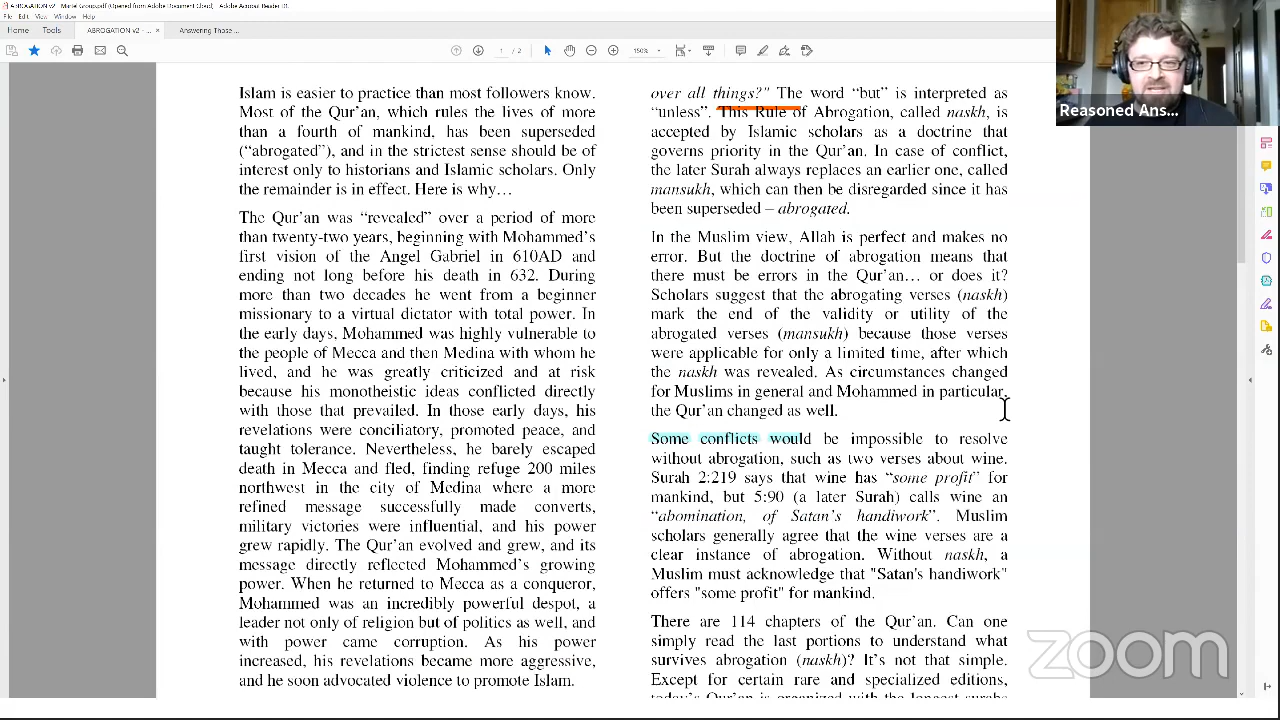 ABROGATION v2 - Martel Group.pdf (Opened from Adobe Document Cloud) - Adobe Acrobat Reader DC
File Edit View Window Help
Home Tools ABROGATION v2 - ... × Answering Those ...
1 / 2 150%
Islam is easier to practice than most followers know.
Most of the Qur'an, which rules the lives of more
than a fourth of mankind, has been superseded
("abrogated"), and in the strictest sense should be of
interest only to historians and Islamic scholars. Only
the remainder is in effect. Here is why…
The Qur'an was "revealed" over a period of more
than twenty-two years, beginning with Mohammed's
first vision of the Angel Gabriel in 610AD and
ending not long before his death in 632. During
more than two decades he went from a beginner
missionary to a virtual dictator with total power. In
the early days, Mohammed was highly vulnerable to
the people of Mecca and then Medina with whom he
lived, and he was greatly criticized and at risk
because his monotheistic ideas conflicted directly
with those that prevailed. In those early days, his
revelations were conciliatory, promoted peace, and
taught tolerance. Nevertheless, he barely escaped
death in Mecca and fled, finding refuge 200 miles
northwest in the city of Medina where a more
refined message successfully made converts,
military victories were influential, and his power
grew rapidly. The Qur'an evolved and grew, and its
message directly reflected Mohammed's growing
power. When he returned to Mecca as a conqueror,
Mohammed was an incredibly powerful despot, a
leader not only of religion but of politics as well, and
with power came corruption. As his power
increased, his revelations became more aggressive,
and he soon advocated violence to promote Islam.
over all things?" The word "but" is interpreted as
"unless". This Rule of Abrogation, called naskh, is
accepted by Islamic scholars as a doctrine that
governs priority in the Qur'an. In case of conflict,
the later Surah always replaces an earlier one, called
mansukh, which can then be disregarded since it has
been superseded – abrogated.
In the Muslim view, Allah is perfect and makes no
error. But the doctrine of abrogation means that
there must be errors in the Qur'an… or does it?
Scholars suggest that the abrogating verses (naskh)
mark the end of the validity or utility of the
abrogated verses (mansukh) because those verses
were applicable for only a limited time, after which
the naskh was revealed. As circumstances changed
for Muslims in general and Mohammed in particular,
the Qur'an changed as well.
Some conflicts would be impossible to resolve
without abrogation, such as two verses about wine.
Surah 2:219 says that wine has "some profit" for
mankind, but 5:90 (a later Surah) calls wine an
"abomination, of Satan's handiwork". Muslim
scholars generally agree that the wine verses are a
clear instance of abrogation. Without naskh, a
Muslim must acknowledge that "Satan's handiwork"
offers "some profit" for mankind.
There are 114 chapters of the Qur'an. Can one
simply read the last portions to understand what
survives abrogation (naskh)? It's not that simple.
Except for certain rare and specialized editions,
today's Qur'an is organized with the longest surahs
Reasoned Ans...
zoom